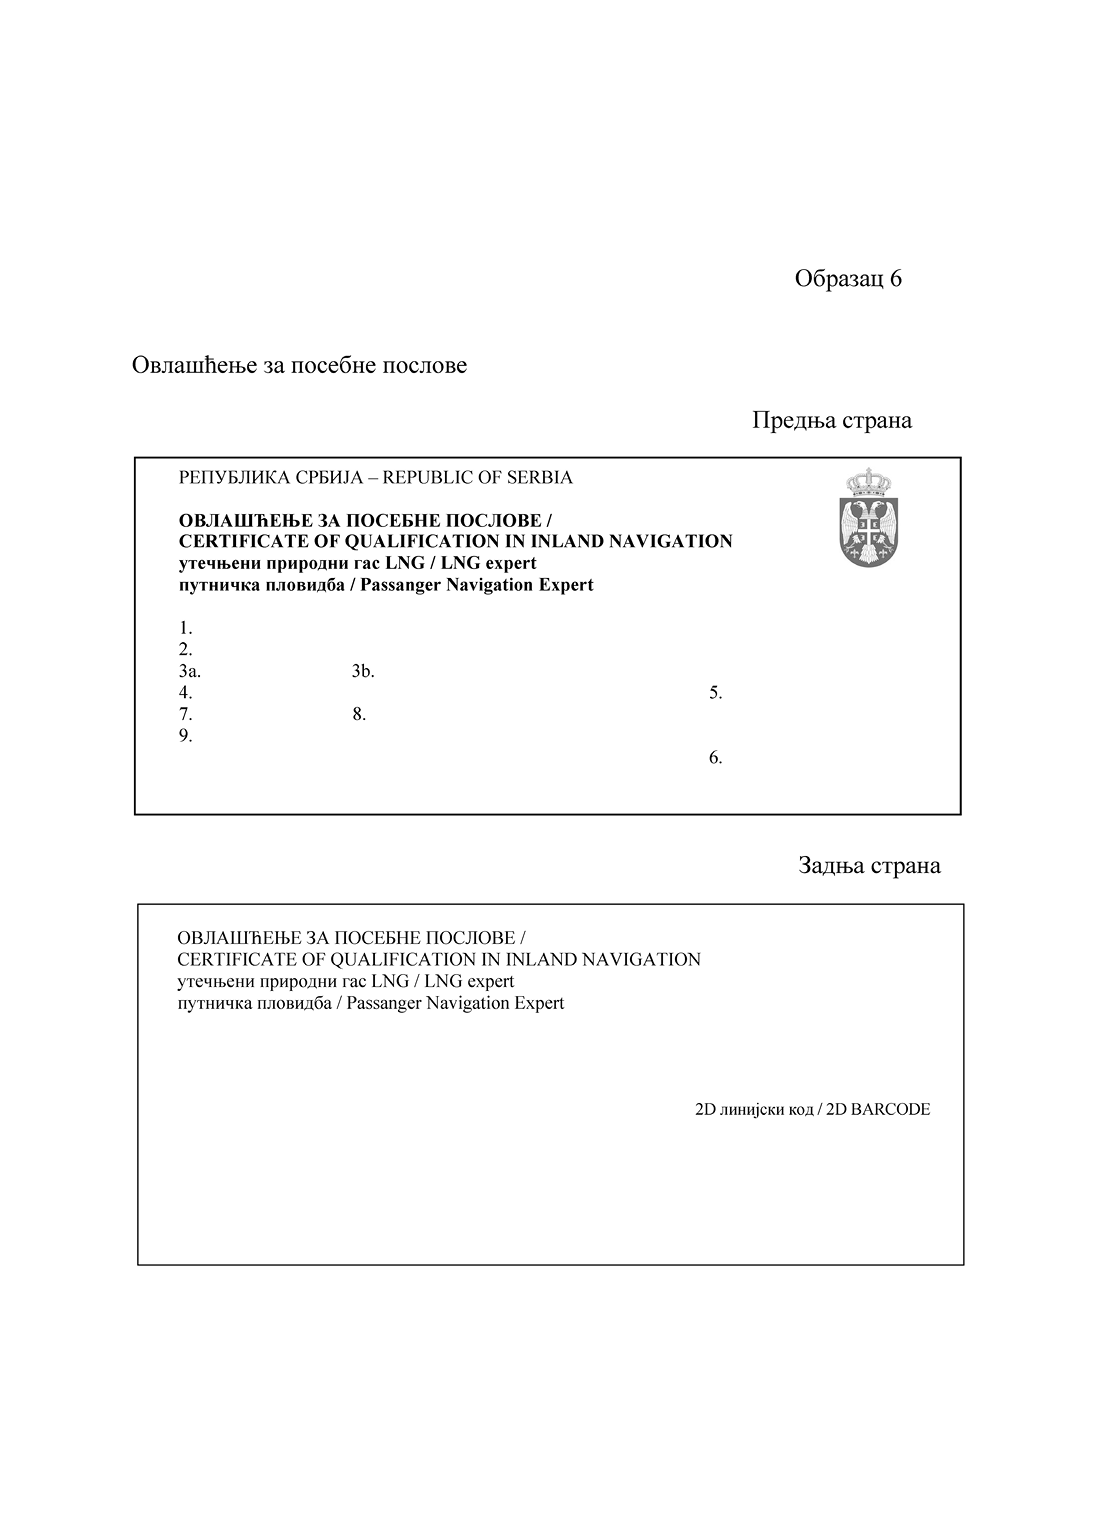 Образац 6
Овлашћење за посебне послове
Предња страна
РЕПУБЛИКА СРБИЈА – REPUBLIC OF SERBIA
ОВЛАШЋЕЊЕ ЗА ПОСЕБНЕ ПОСЛОВЕ /
CERTIFICATE OF QUALIFICATION IN INLAND NAVIGATION
утечњени природни гас LNG / LNG expert
путничка пловидба / Passanger Navigation Expert
1.
2.
3a. 3b.
4. 5.
7. 8.
9.
6.
Задња страна
ОВЛАШЋЕЊЕ ЗА ПОСЕБНЕ ПОСЛОВЕ /
CERTIFICATE OF QUALIFICATION IN INLAND NAVIGATION
утечњени природни гас LNG / LNG expert
путничка пловидба / Passanger Navigation Expert
2D линијски код / 2D BARCODE